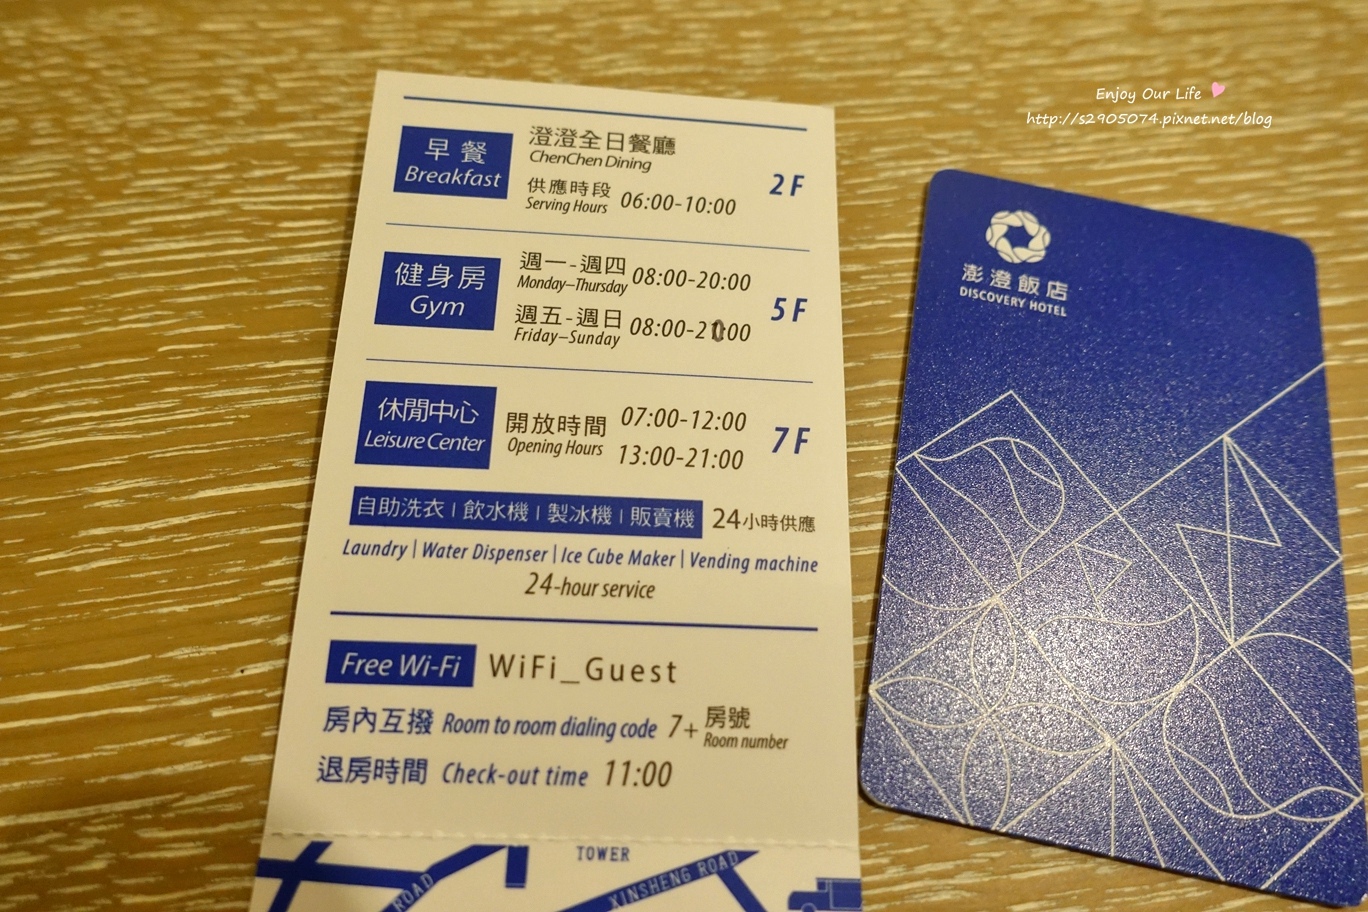 Enjoy Our Life
http://s2905074.pixnet.net/blog
早餐
Breakfast
澄澄全日餐廳
ChenChen Dining
供應時段
Serving Hours
06:00-10:00
2F
健身房
Gym
週一-週四
Monday–Thursday
08:00-20:00
週五-週日
Friday–Sunday
08:00-21:00
5F
休閒中心
Leisure Center
開放時間
Opening Hours
07:00-12:00
13:00-21:00
7F
自助洗衣 | 飲水機 | 製冰機 | 販賣機 24小時供應
Laundry | Water Dispenser | Ice Cube Maker | Vending machine
24-hour service
Free Wi-Fi WiFi_Guest
房內互撥 Room to room dialing code 7+ 房號
Room number
退房時間 Check-out time 11:00
TOWER
ROAD
XINSHENG ROAD
澎澄飯店
DISCOVERY HOTEL